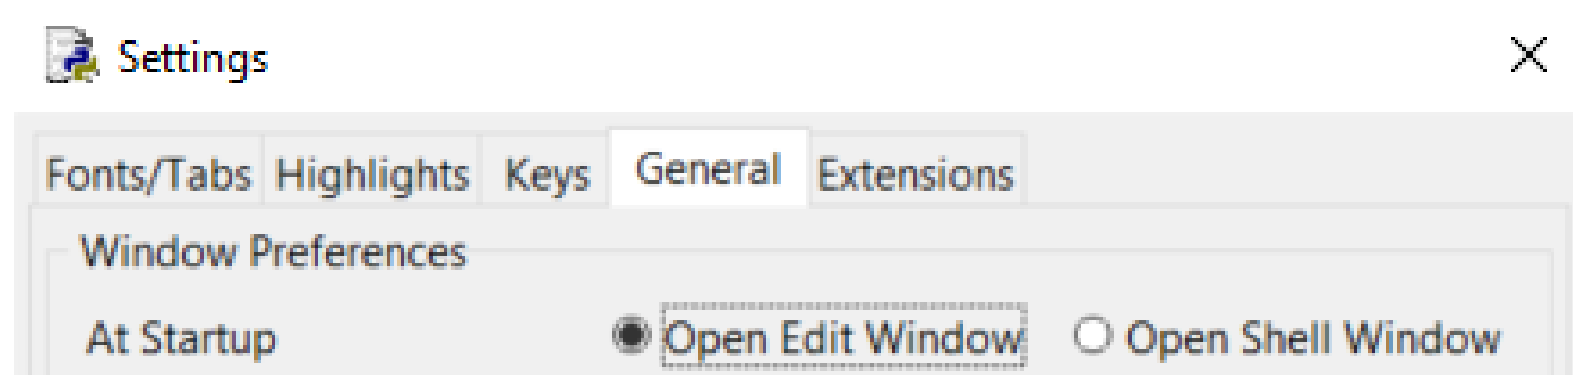 Settings
Fonts/Tabs Highlights Keys General Extensions
Window Preferences
At Startup Open Edit Window Open Shell Window